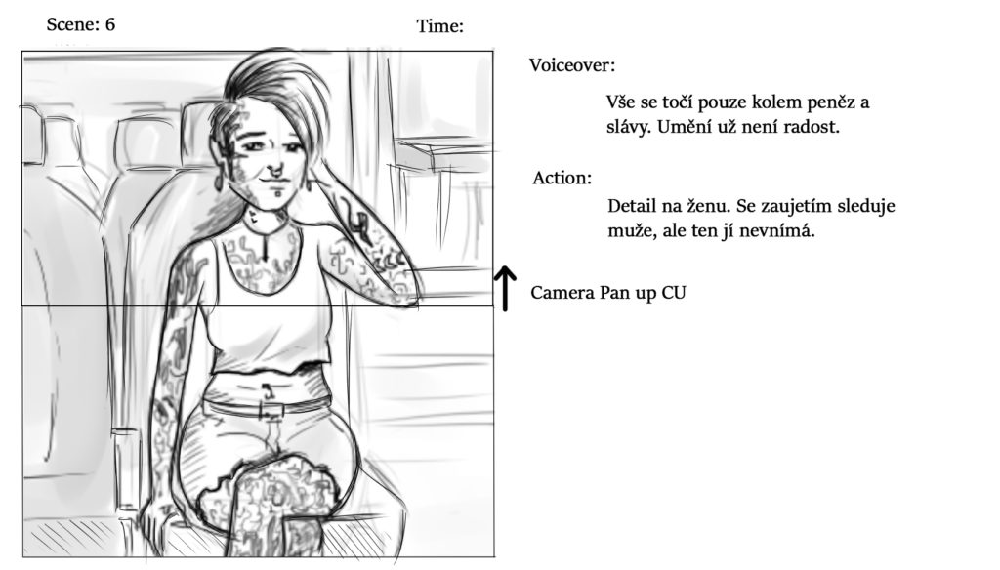 Scene: 6
Time:
Voiceover:
Vše se točí pouze kolem peněz a
slávy. Umění už není radost.
Action:
Detail na ženu. Se zaujetím sleduje
muže, ale ten jí nevnímá.
Camera Pan up CU